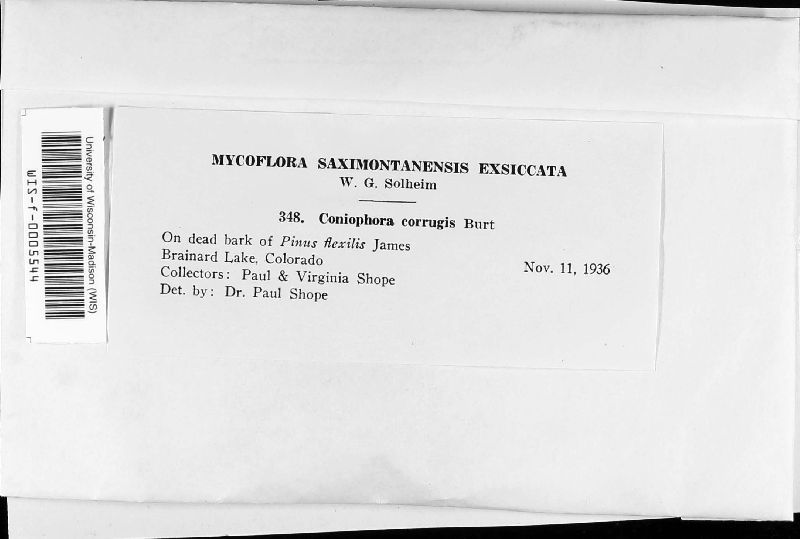 MYCOFLORA SAXIMONTANENSIS EXSICCATA
W. G. Solheim
348. Coniophora corrugis Burt
On dead bark of Pinus flexilis James
Brainard Lake, Colorado
Nov. 11, 1936
Collectors: Paul & Virginia Shope
Det. by: Dr. Paul Shope
University of Wisconsin-Madison (WIS)
WIS-f-0005544